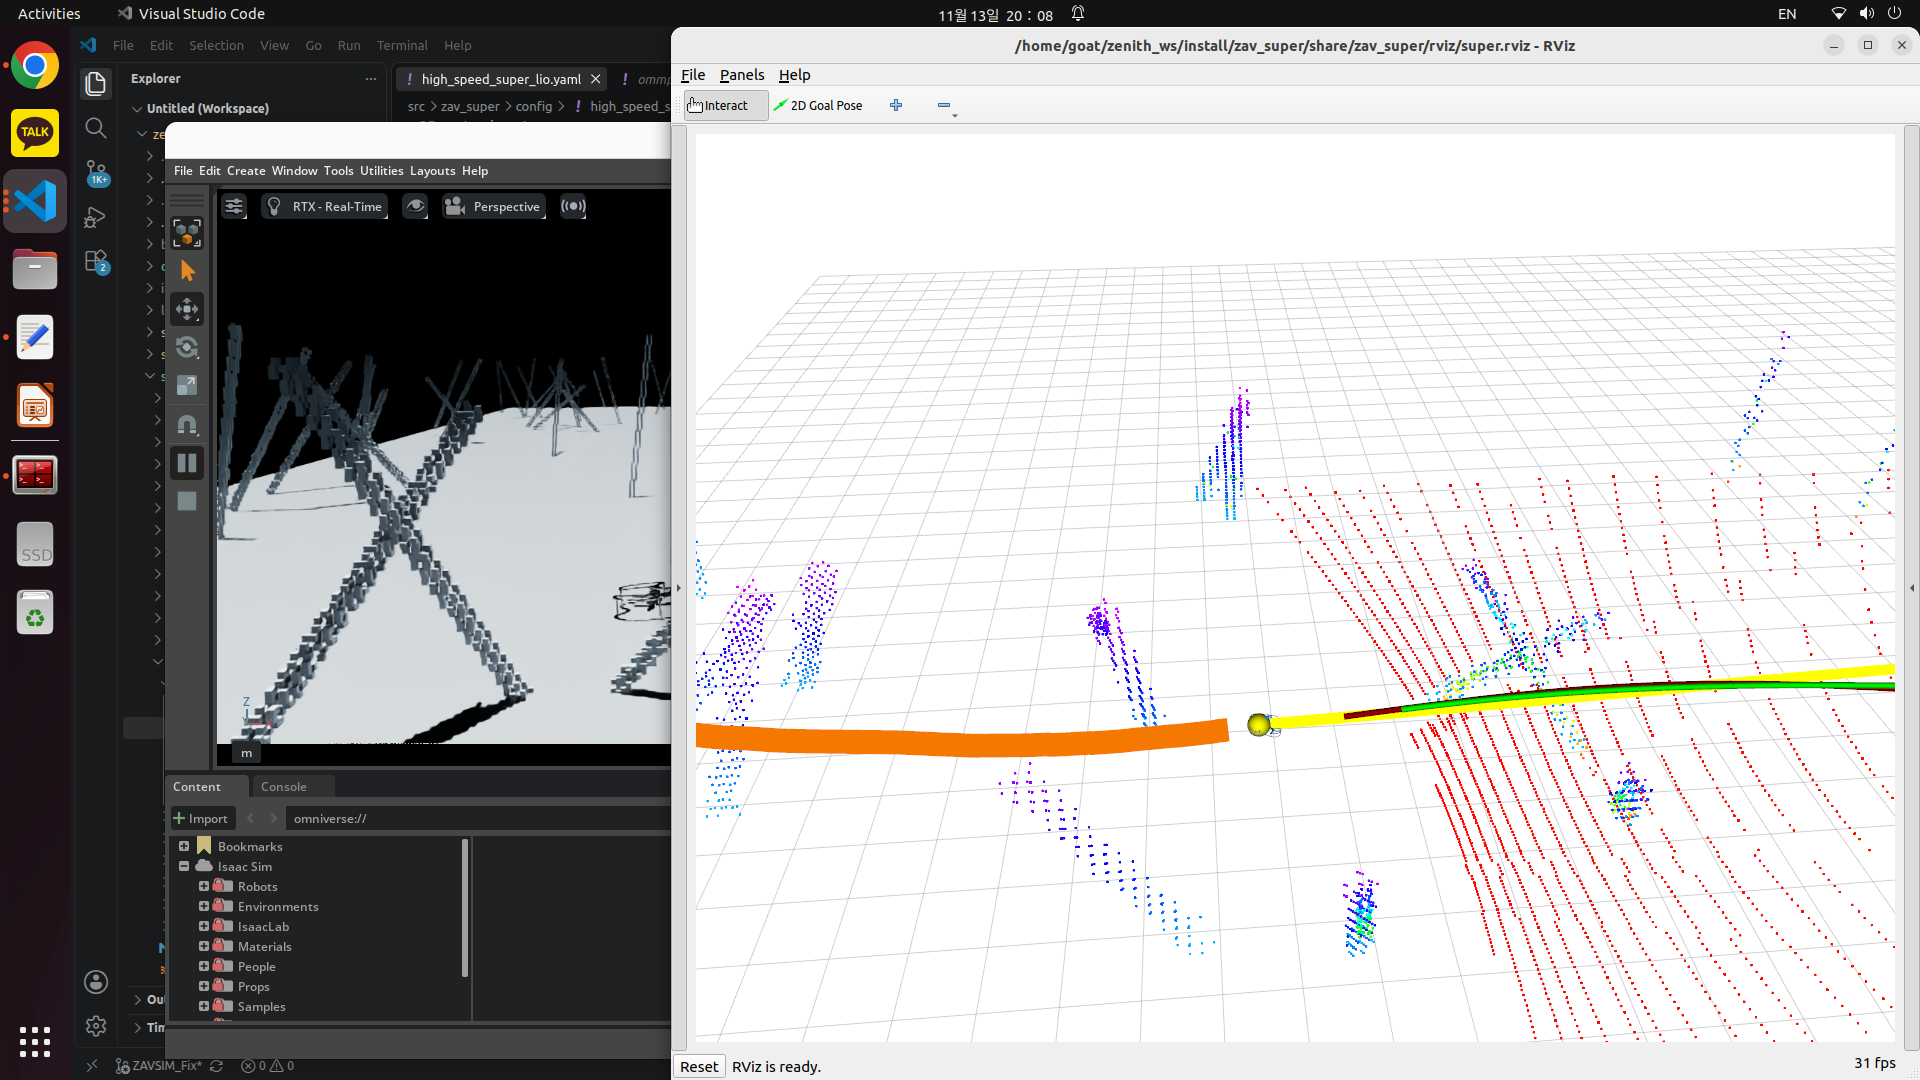 Activities
Visual Studio Code
11월 13일 20 : 08
EN
File Edit Selection View Go Run Terminal Help
Explorer
Untitled (Workspace)
! high_speed_super_lio.yaml
src > zav_super > config > ! high_speed_s
1K+
2
TALK
SSD
File Edit Create Window Tools Utilities Layouts Help
RTX - Real-Time
Perspective
Z
m
Content
Console
Import
omniverse://
Bookmarks
Isaac Sim
Robots
Environments
IsaacLab
Materials
People
Props
Samples
Ou
Tim
ZAVSIM_Fix*
0 0
/home/goat/zenith_ws/install/zav_super/share/zav_super/rviz/super.rviz - RViz
File Panels Help
Interact
2D Goal Pose
Reset
RViz is ready.
31 fps